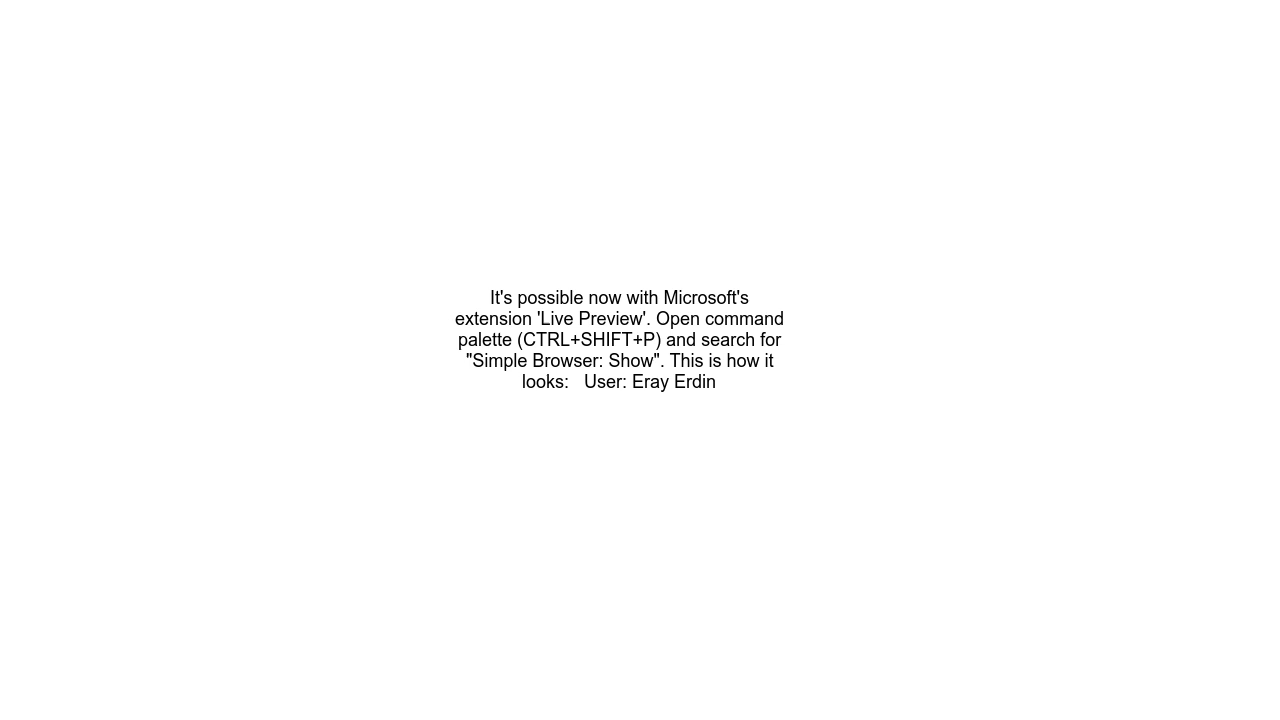 It's possible now with Microsoft's
extension 'Live Preview'. Open command
palette (CTRL+SHIFT+P) and search for
"Simple Browser: Show". This is how it
looks:   User: Eray Erdin